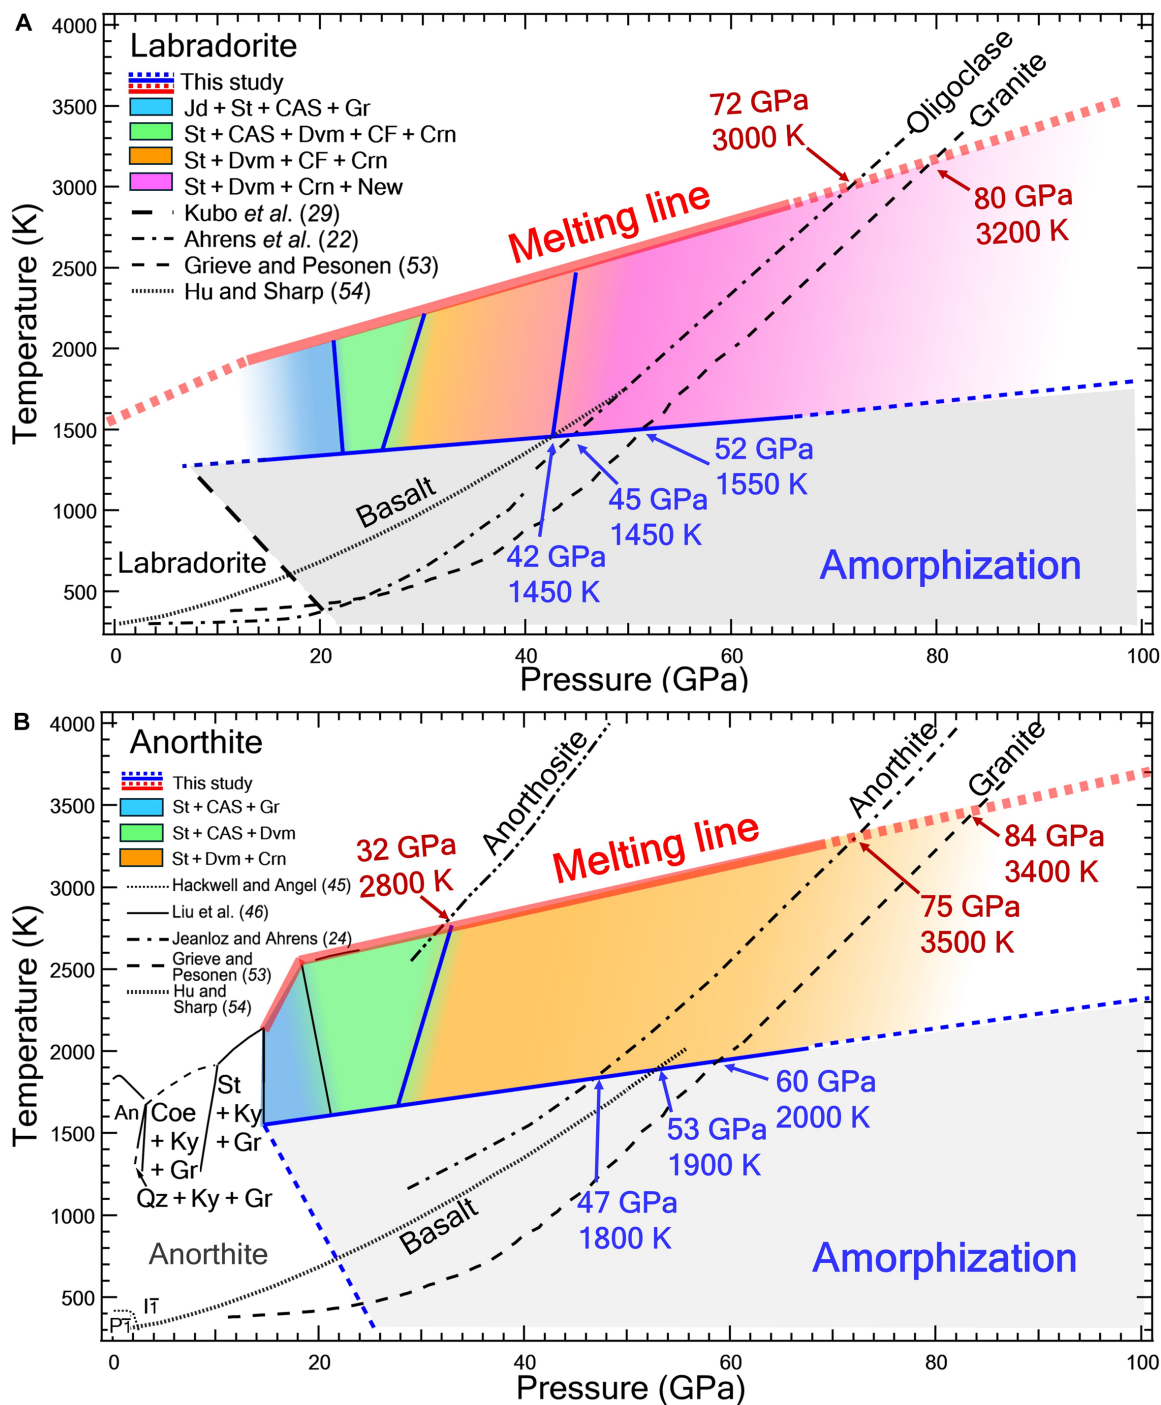 A
Labradorite
This study
Jd + St + CAS + Gr
St + CAS + Dvm + CF + Crn
St + Dvm + CF + Crn
St + Dvm + Crn + New
Kubo et al. (29)
Ahrens et al. (22)
Grieve and Pesonen (53)
Hu and Sharp (54)
4000
3500
3000
2500
2000
1500
1000
500
Temperature (K)
72 GPa
3000 K
Oligoclase
Granite
80 GPa
3200 K
Melting line
52 GPa
1550 K
45 GPa
1450 K
42 GPa
1450 K
Basalt
Labradorite
Amorphization
0 20 40 60 80 100
Pressure (GPa)
B
Anorthite
This study
St + CAS + Gr
St + CAS + Dvm
St + Dvm + Crn
Hackwell and Angel (45)
Liu et al. (46)
Jeanloz and Ahrens (24)
Grieve and
Pesonen (53)
Hu and
Sharp (54)
4000
3500
3000
2500
2000
1500
1000
500
Temperature (K)
Anorthosite
Anorthite
Granite
32 GPa
2800 K
Melting line
84 GPa
3400 K
75 GPa
3500 K
60 GPa
2000 K
53 GPa
1900 K
47 GPa
1800 K
An
Coe
+ Ky
+ Gr
St
+ Ky
+ Gr
Qz + Ky + Gr
Basalt
Anorthite
Amorphization
I1̅
P1̅
0 20 40 60 80 100
Pressure (GPa)